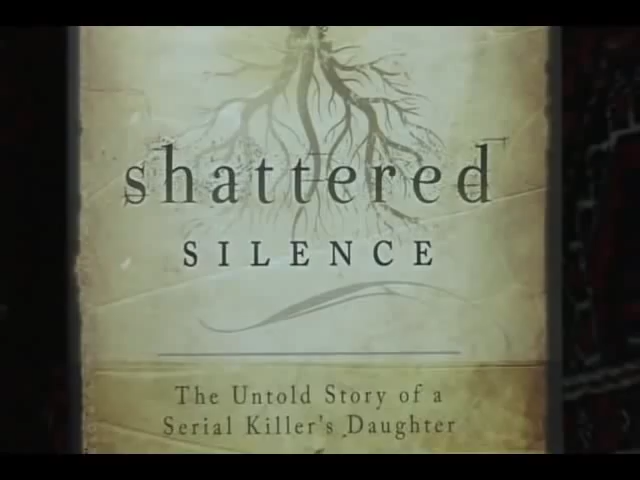 shattered
SILENCE
The Untold Story of a
Serial Killer's Daughter